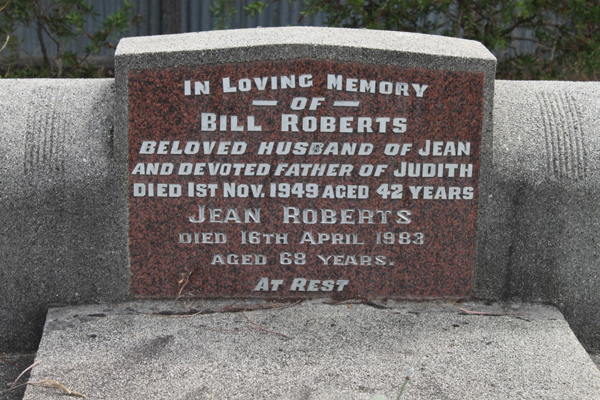 In Loving Memory
— OF —
Bill Roberts
BELOVED HUSBAND OF JEAN
AND DEVOTED FATHER OF JUDITH
DIED 1ST NOV. 1949 AGED 42 YEARS
Jean Roberts
Died 16th April 1983
AGED 68 YEARS.
At Rest